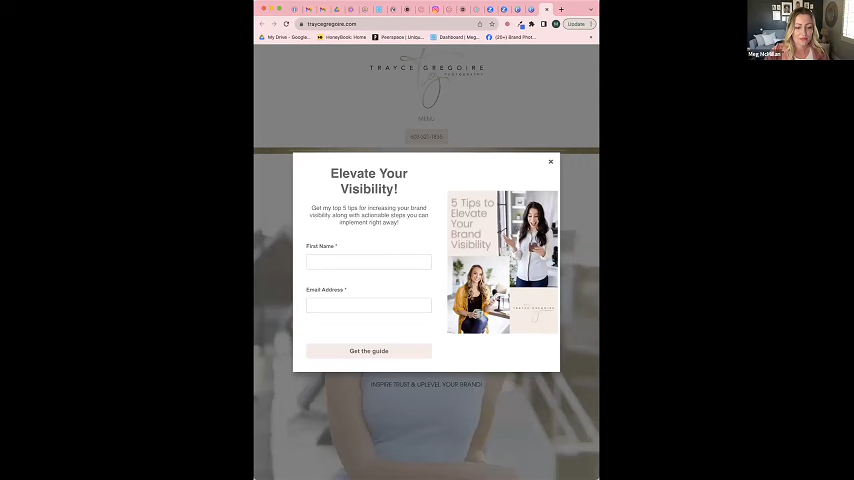 traycegregoire.com
Update
My Drive - Google...
HoneyBook: Home
Peerspace | Uniqu...
Dashboard | Meg...
(20+) Brand Phot...
Meg McMillan
TRAYCE GREGOIRE
PHOTOGRAPHY
MENU
Elevate Your
Visibility!
Get my top 5 tips for increasing your brand
visibility along with actionable steps you can
implement right away!
First Name *
Email Address *
Get the guide
5 Tips to
Elevate
Your
Brand
Visibility
TRAYCE GREGOIRE
INSPIRE TRUST & UPLEVEL YOUR BRAND!